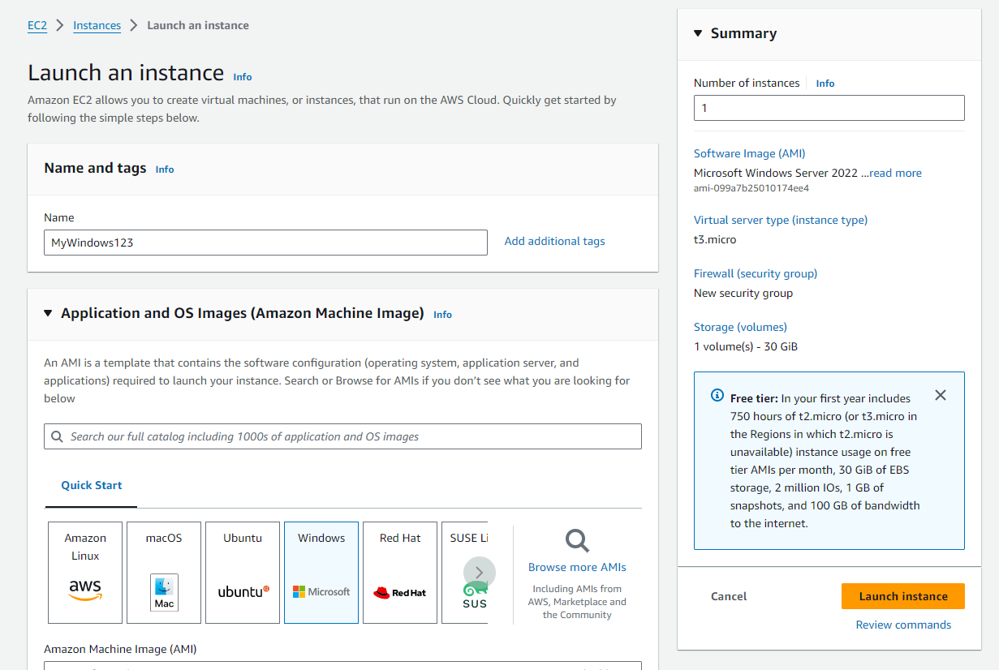 EC2 > Instances > Launch an instance
Launch an instance Info
Amazon EC2 allows you to create virtual machines, or instances, that run on the AWS Cloud. Quickly get started by
following the simple steps below.
Name and tags Info
Name
MyWindows123
Add additional tags
Application and OS Images (Amazon Machine Image) Info
An AMI is a template that contains the software configuration (operating system, application server, and
applications) required to launch your instance. Search or Browse for AMIs if you don’t see what you are looking for
below
Search our full catalog including 1000s of application and OS images
Quick Start
Amazon
Linux
aws
macOS
Mac
Ubuntu
ubuntu
Windows
Microsoft
Red Hat
Red Hat
SUSE Li
SUS
Browse more AMIs
Including AMIs from
AWS, Marketplace and
the Community
Amazon Machine Image (AMI)
Summary
Number of instances Info
1
Software Image (AMI)
Microsoft Windows Server 2022 ...read more
ami-099a7b25010174ee4
Virtual server type (instance type)
t3.micro
Firewall (security group)
New security group
Storage (volumes)
1 volume(s) - 30 GiB
Free tier: In your first year includes
750 hours of t2.micro (or t3.micro in
the Regions in which t2.micro is
unavailable) instance usage on free
tier AMIs per month, 30 GiB of EBS
storage, 2 million IOs, 1 GB of
snapshots, and 100 GB of bandwidth
to the internet.
Cancel
Launch instance
Review commands